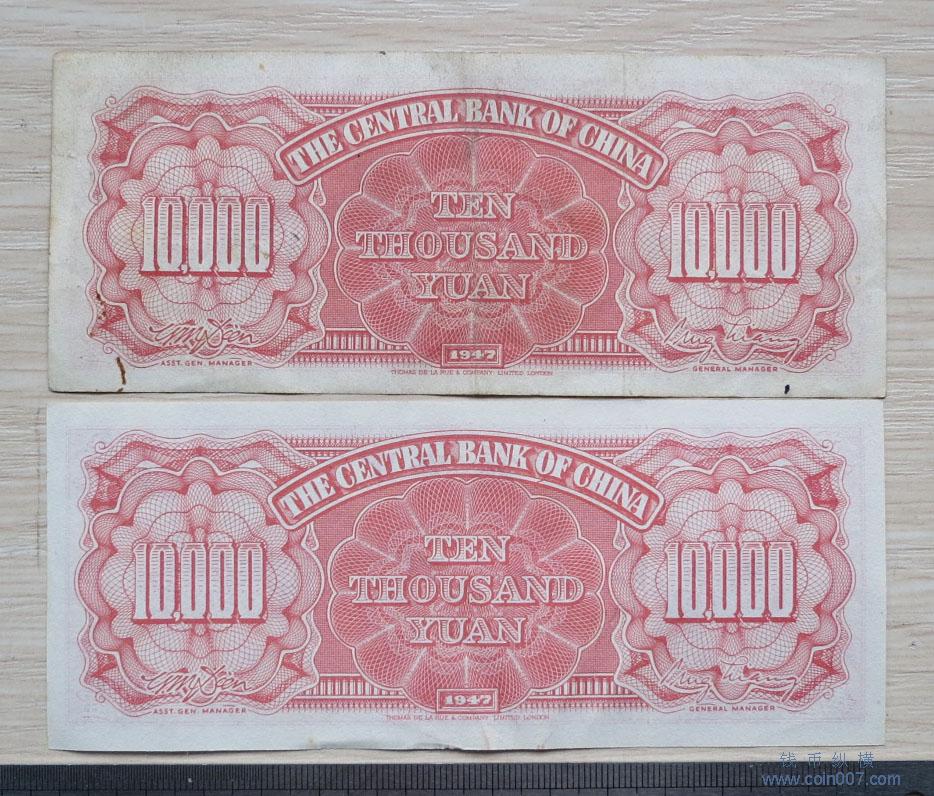 THE CENTRAL BANK OF CHINA
10,000
TEN
THOUSAND
YUAN
10,000
ASST. GEN. MANAGER
1947
GENERAL MANAGER
THOMAS DE LA RUE & COMPANY, LIMITED, LONDON
THE CENTRAL BANK OF CHINA
10,000
TEN
THOUSAND
YUAN
10,000
ASST. GEN. MANAGER
1947
GENERAL MANAGER
THOMAS DE LA RUE & COMPANY, LIMITED, LONDON
钱币纵横
www.coin007.com